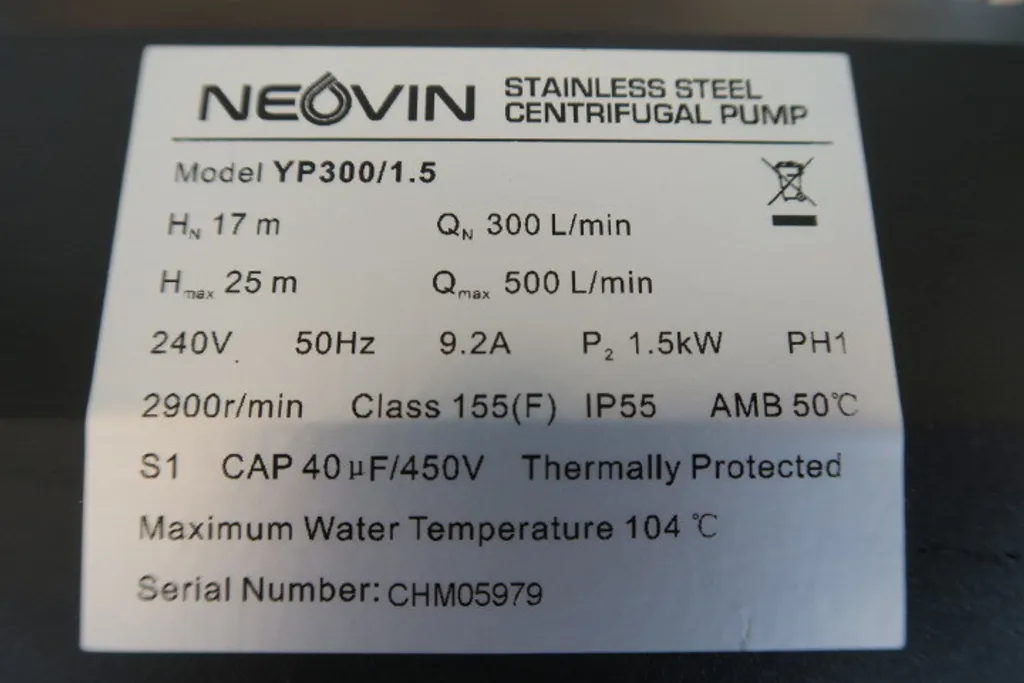 NEOVIN STAINLESS STEEL
CENTRIFUGAL PUMP
Model YP300/1.5
HN 17 m QN 300 L/min
Hmax 25 m Qmax 500 L/min
240V 50Hz 9.2A P2 1.5kW PH1
2900r/min Class 155(F) IP55 AMB 50℃
S1 CAP 40μF/450V Thermally Protected
Maximum Water Temperature 104 ℃
Serial Number: CHM05979